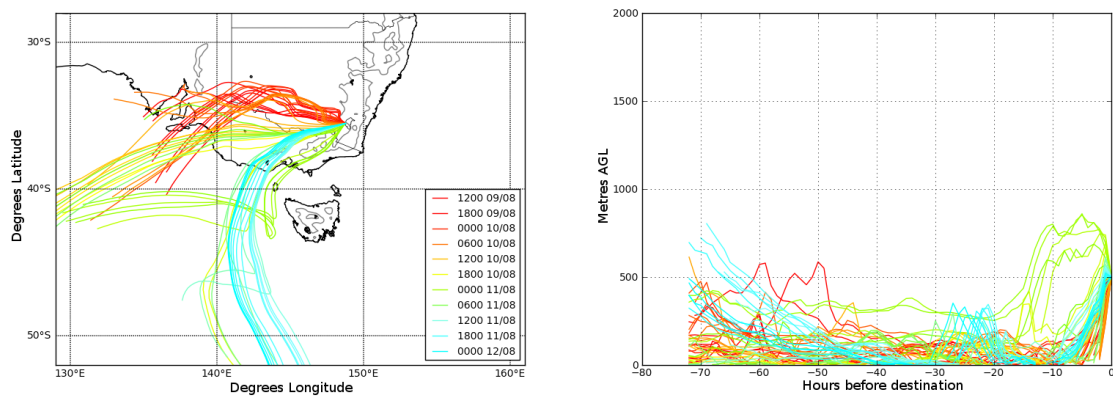 30°S
40°S
50°S
Degrees Latitude
130°E 140°E 150°E 160°E
Degrees Longitude
1200 09/08
1800 09/08
0000 10/08
0600 10/08
1200 10/08
1800 10/08
0000 11/08
0600 11/08
1200 11/08
1800 11/08
0000 12/08
2000
1500
1000
500
0
Metres AGL
−80 −70 −60 −50 −40 −30 −20 −10 0
Hours before destination